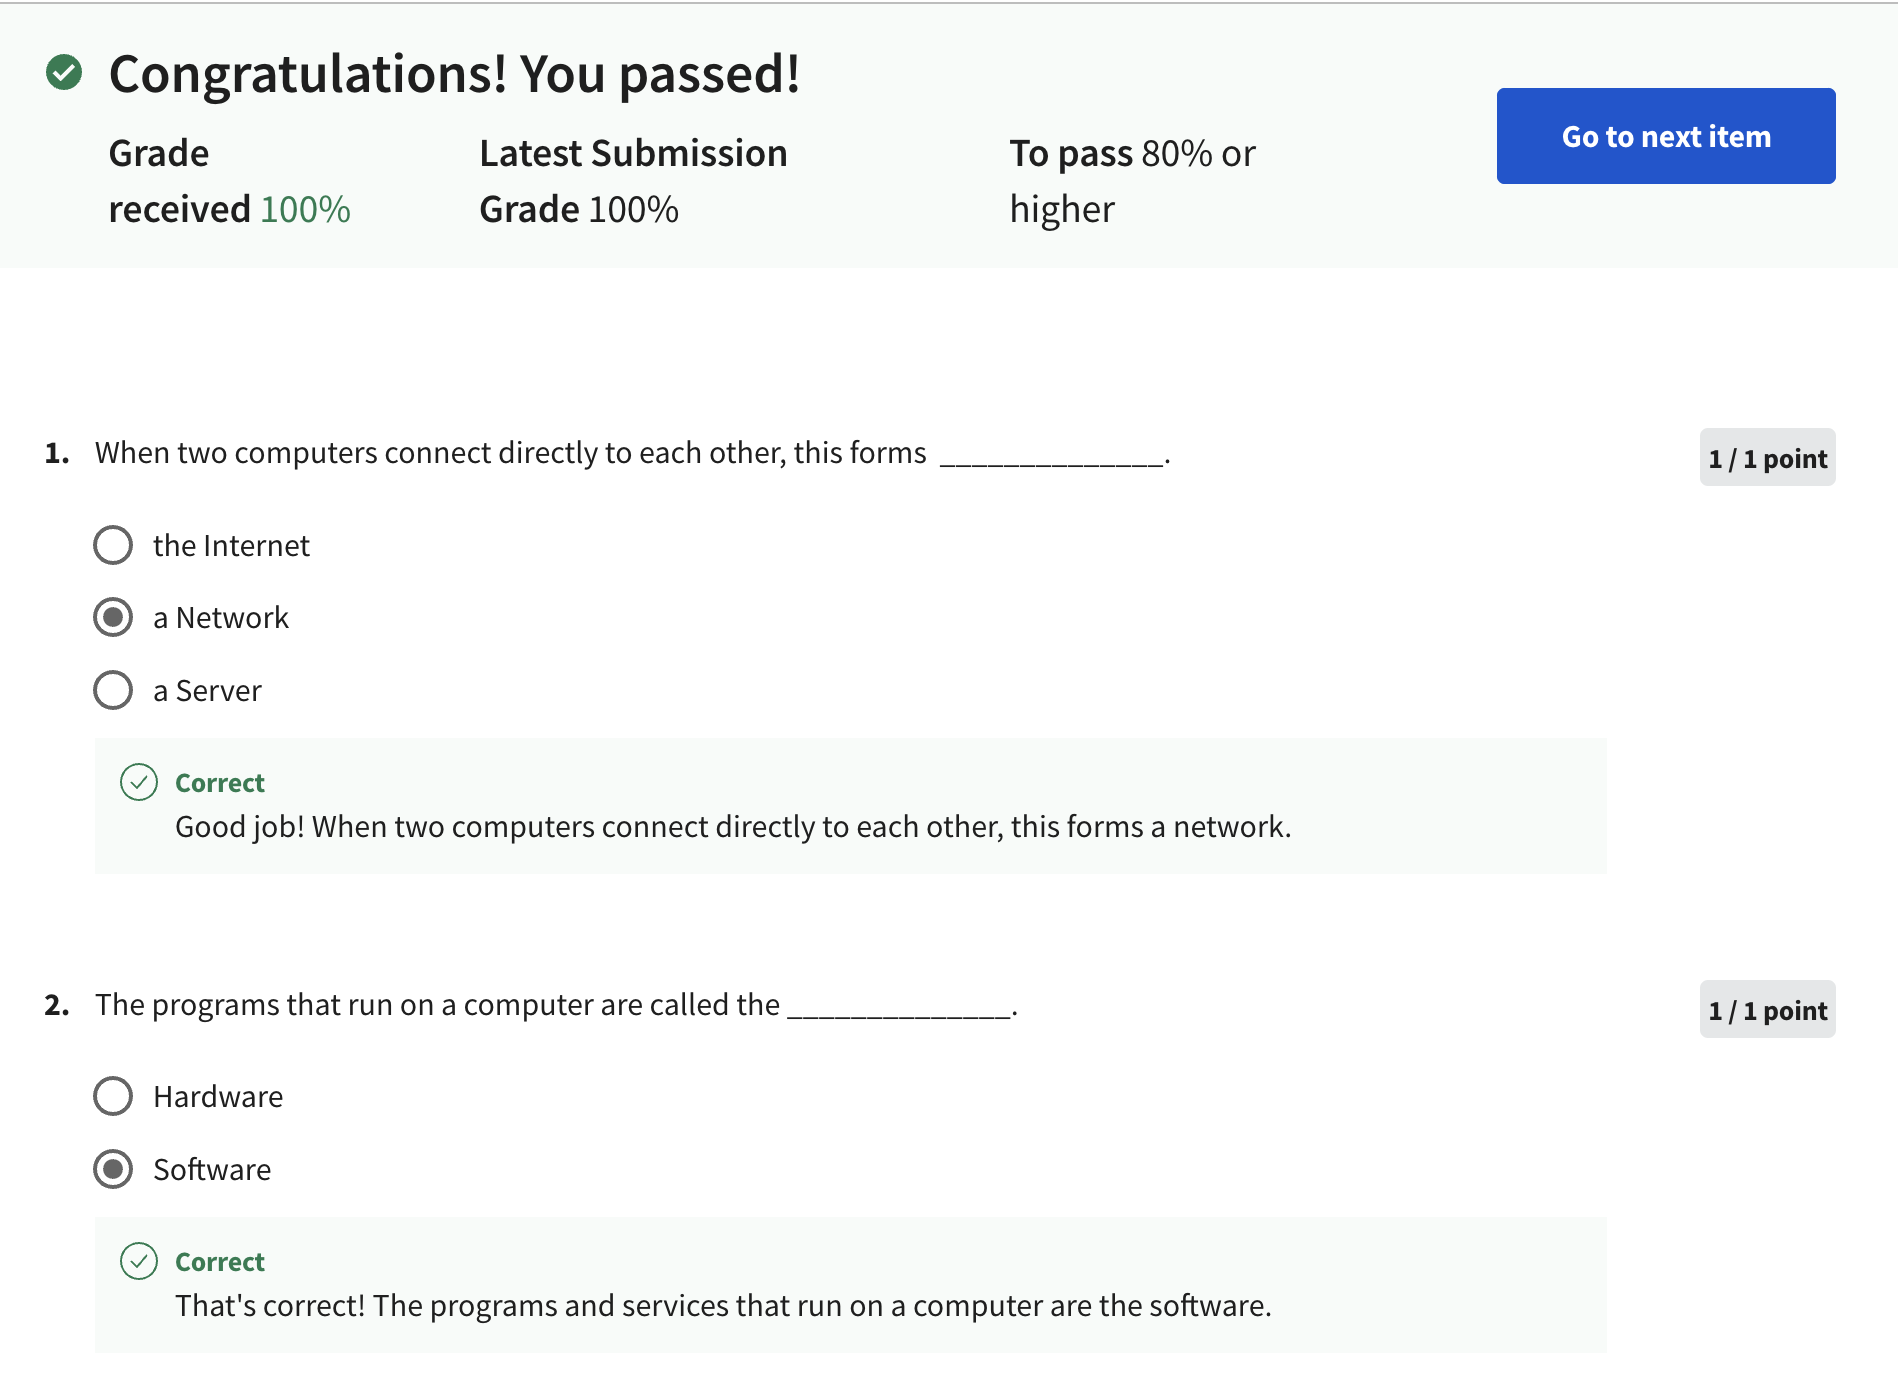 Congratulations! You passed!
Grade received 100%
Latest Submission Grade 100%
To pass 80% or higher
Go to next item
1. When two computers connect directly to each other, this forms ______________.
1 / 1 point
the Internet
a Network
a Server
Correct
Good job! When two computers connect directly to each other, this forms a network.
2. The programs that run on a computer are called the ______________.
1 / 1 point
Hardware
Software
Correct
That's correct! The programs and services that run on a computer are the software.